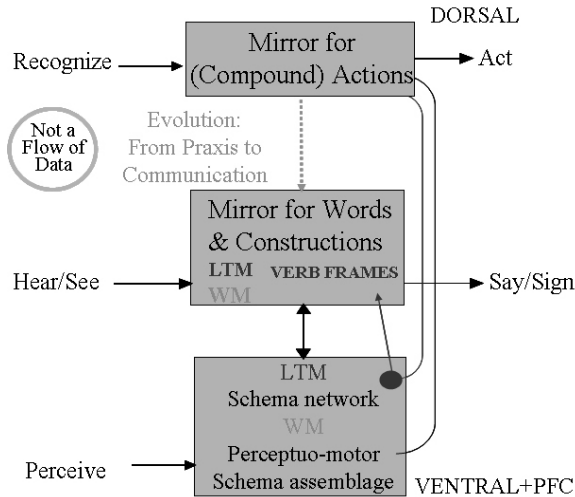 DORSAL
Recognize
Mirror for
(Compound) Actions
Act
Not a
Flow of
Data
Evolution:
From Praxis to
Communication
Mirror for Words
& Constructions
LTM VERB FRAMES
WM
Hear/See
Say/Sign
LTM
Schema network
WM
Perceptuo-motor
Schema assemblage
Perceive
VENTRAL+PFC